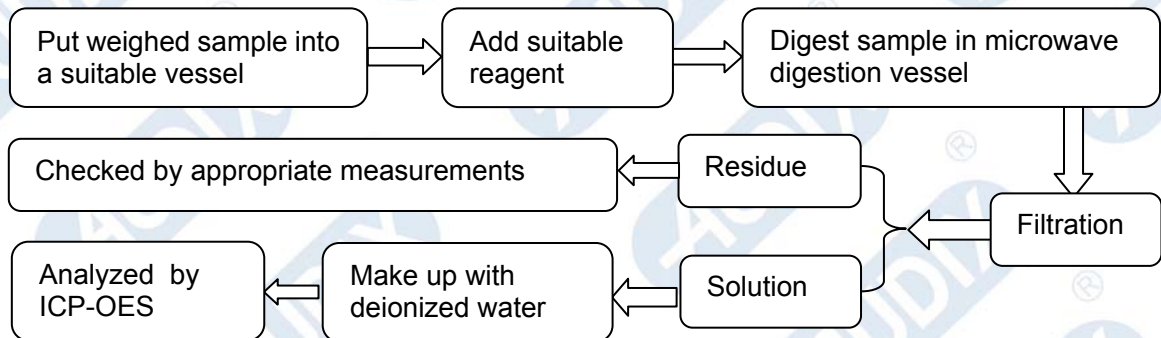 Put weighed sample into
a suitable vessel
Add suitable
reagent
Digest sample in microwave
digestion vessel
Checked by appropriate measurements
Residue
Filtration
Analyzed by
ICP-OES
Make up with
deionized water
Solution
AUDIX
®
®